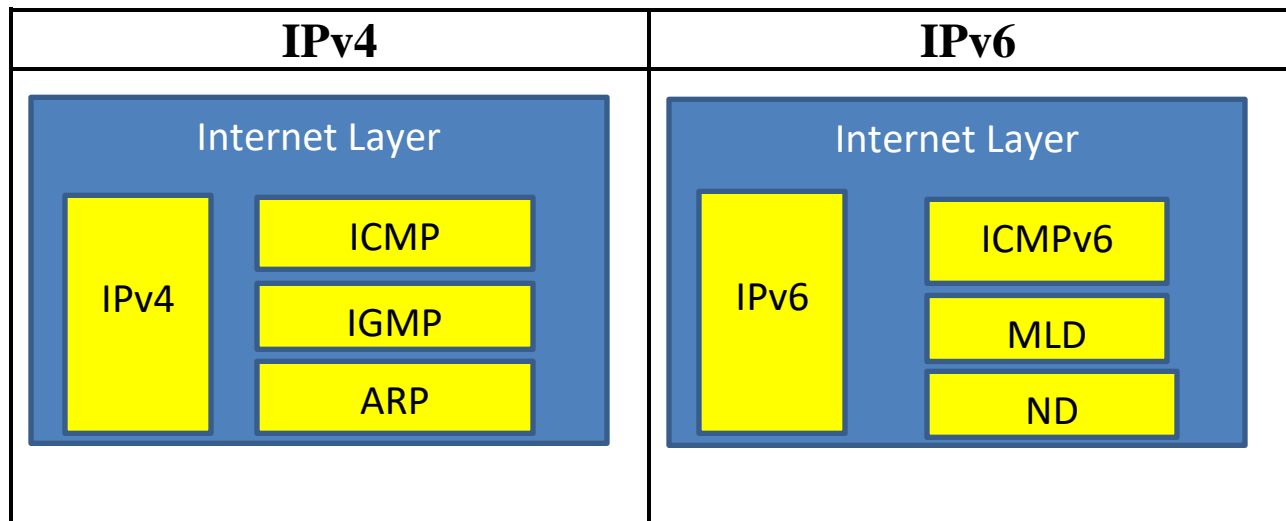 IPv4
IPv6
Internet Layer
IPv4
ICMP
IGMP
ARP
Internet Layer
IPv6
ICMPv6
MLD
ND